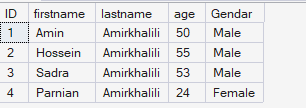 ID firstname lastname age Gendar
1 Amin Amirkhalili 50 Male
2 Hossein Amirkhalili 55 Male
3 Sadra Amirkhalili 53 Male
4 Parnian Amirkhalili 24 Female